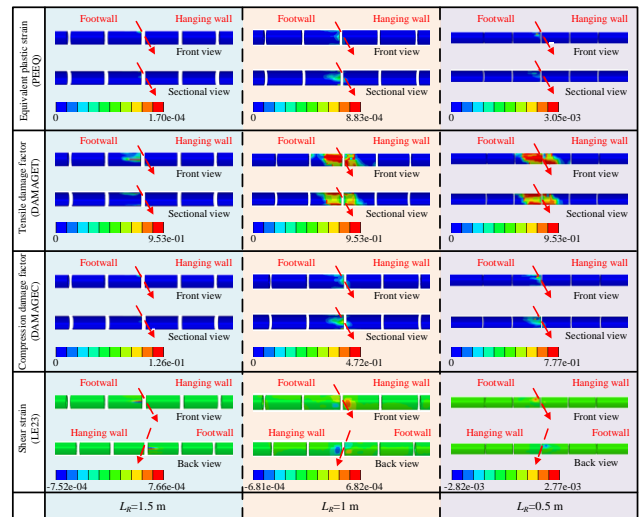 Equivalent plastic strain
(PEEQ)
Footwall Hanging wall
Front view
Sectional view
0 1.70e-04
Footwall Hanging wall
Front view
Sectional view
0 8.83e-04
Footwall Hanging wall
Front view
Sectional view
0 3.05e-03
Tensile damage factor
(DAMAGET)
Footwall Hanging wall
Front view
Sectional view
0 9.53e-01
Footwall Hanging wall
Front view
Sectional view
0 9.53e-01
Footwall Hanging wall
Front view
Sectional view
0 9.53e-01
Compression damage factor
(DAMAGEC)
Footwall Hanging wall
Front view
Sectional view
0 1.26e-01
Footwall Hanging wall
Front view
Sectional view
0 4.72e-01
Footwall Hanging wall
Front view
Sectional view
0 7.77e-01
Shear strain
(LE23)
Footwall Hanging wall
Front view
Hanging wall Footwall
Back view
-7.52e-04 7.66e-04
Footwall Hanging wall
Front view
Hanging wall Footwall
Back view
-6.81e-04 6.82e-04
Footwall Hanging wall
Front view
Hanging wall Footwall
Back view
-2.82e-03 2.77e-03
L_R=1.5 m
L_R=1 m
L_R=0.5 m